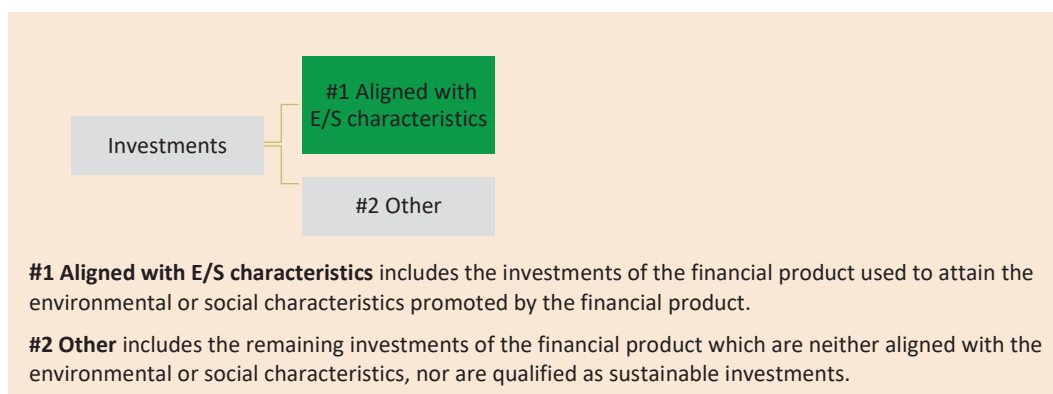 #1 Aligned with
E/S characteristics
Investments
#2 Other
#1 Aligned with E/S characteristics includes the investments of the financial product used to attain the
environmental or social characteristics promoted by the financial product.
#2 Other includes the remaining investments of the financial product which are neither aligned with the
environmental or social characteristics, nor are qualified as sustainable investments.